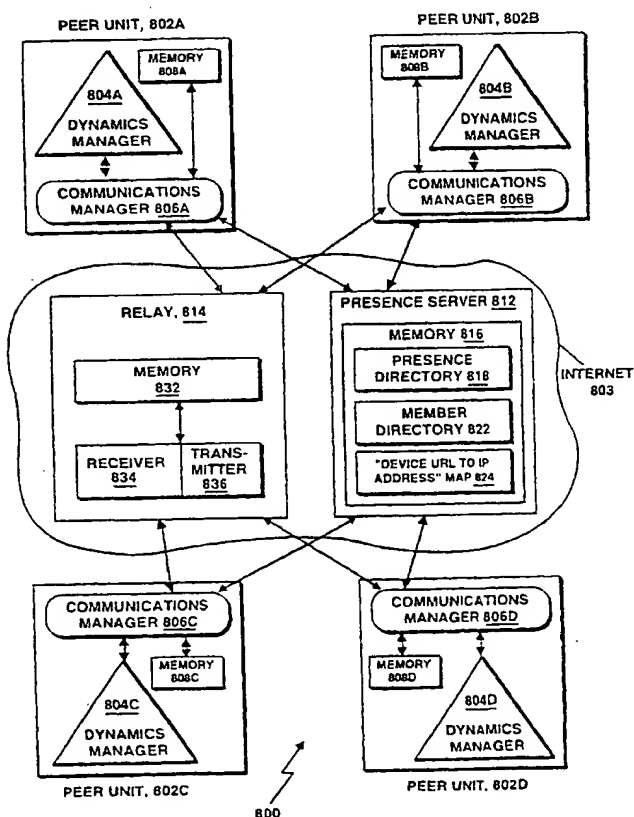 PEER UNIT, 802A
PEER UNIT, 802B
MEMORY
808A
804A
DYNAMICS
MANAGER
COMMUNICATIONS
MANAGER 806A
MEMORY
808B
804B
DYNAMICS
MANAGER
COMMUNICATIONS
MANAGER 806B
RELAY, 814
MEMORY
832
RECEIVER
834
TRANS-
MITTER
836
PRESENCE SERVER 812
MEMORY 816
PRESENCE
DIRECTORY 818
MEMBER
DIRECTORY 822
"DEVICE URL TO IP
ADDRESS" MAP 824
INTERNET
803
COMMUNICATIONS
MANAGER 806C
MEMORY
808C
804C
DYNAMICS
MANAGER
COMMUNICATIONS
MANAGER 806D
MEMORY
808D
804D
DYNAMICS
MANAGER
PEER UNIT, 802C
PEER UNIT, 802D
800